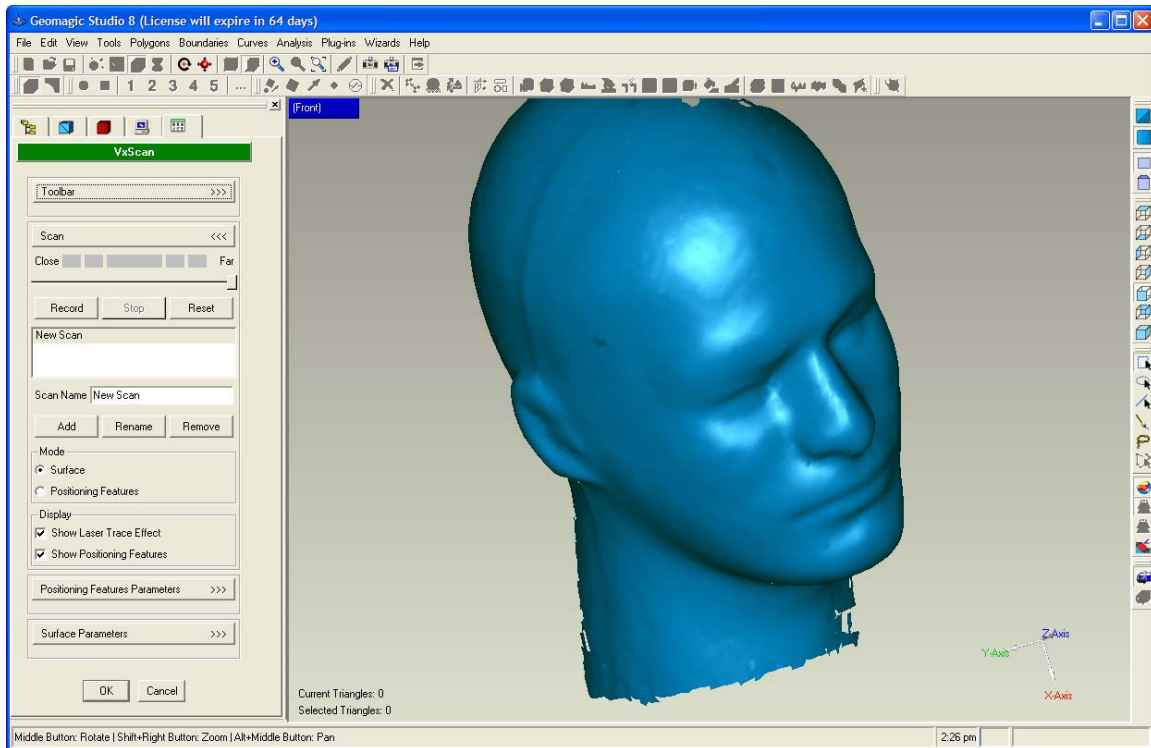 Geomagic Studio 8 (License will expire in 64 days)
File Edit View Tools Polygons Boundaries Curves Analysis Plug-ins Wizards Help
1 2 3 4 5 ...
(Front)
VxScan
Toolbar >>>
Scan <<<
Close Far
Record Stop Reset
New Scan
Scan Name New Scan
Add Rename Remove
Mode
Surface
Positioning Features
Display
Show Laser Trace Effect
Show Positioning Features
Positioning Features Parameters >>>
Surface Parameters >>>
OK Cancel
Z-Axis
Y-Axis
X-Axis
Current Triangles: 0
Selected Triangles: 0
Middle Button: Rotate | Shift+Right Button: Zoom | Alt+Middle Button: Pan
2:26 pm